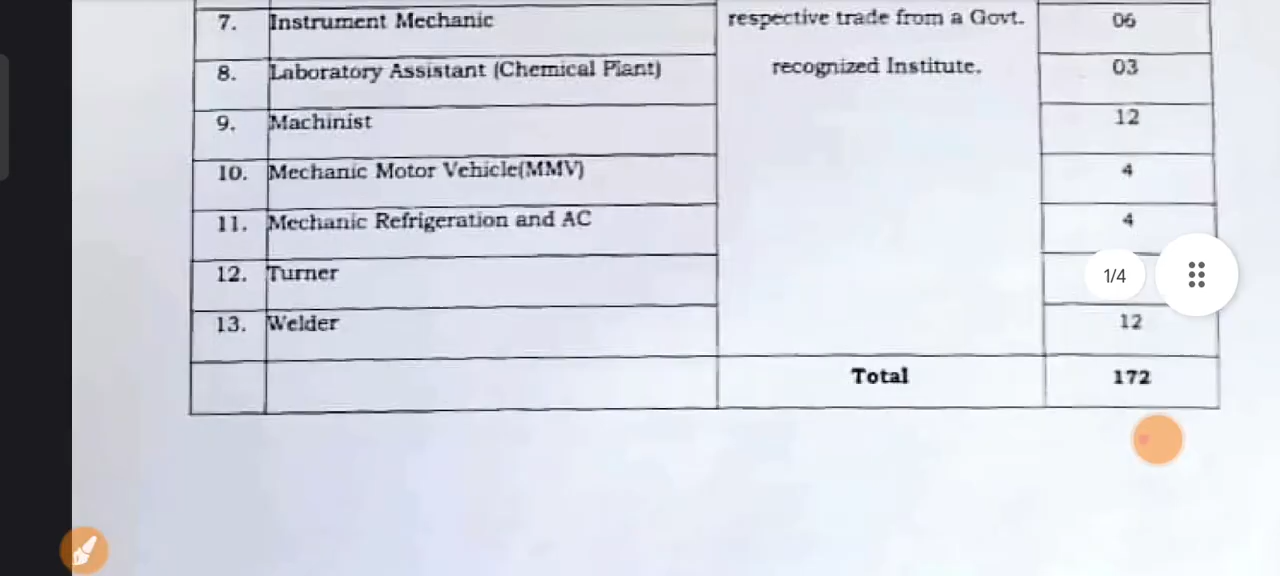 7. Instrument Mechanic respective trade from a Govt. 06
8. Laboratory Assistant (Chemical Plant) recognized Institute. 03
9. Machinist 12
10. Mechanic Motor Vehicle(MMV) 4
11. Mechanic Refrigeration and AC 4
12. Turner
1/4
13. Welder 12
Total 172